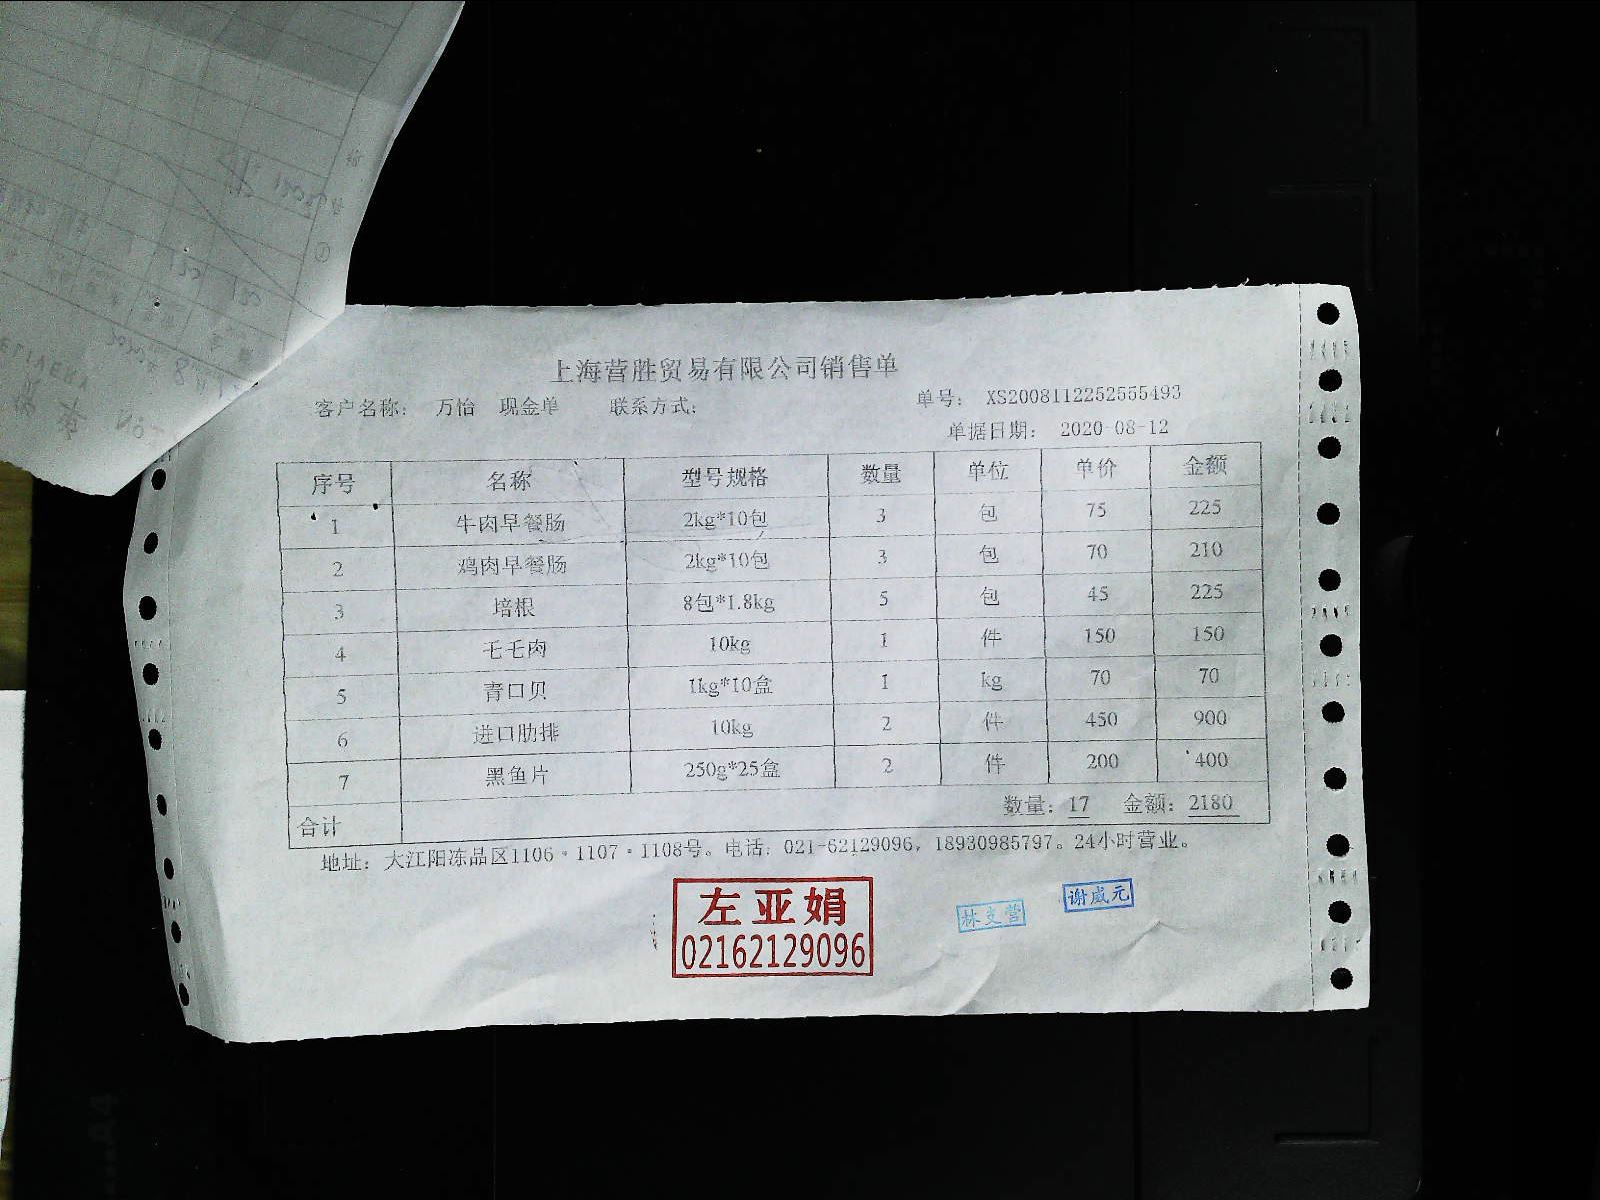 上海营胜贸易有限公司销售单
客户名称： 万怡 现金单 联系方式： 单号： XS2008112252555493
单据日期： 2020-08-12
序号 名称 型号规格 数量 单位 单价 金额
1 牛肉早餐肠 2kg*10包 3 包 75 225
2 鸡肉早餐肠 2kg*10包 3 包 70 210
3 培根 8包*1.8kg 5 包 45 225
4 毛毛肉 10kg 1 件 150 150
5 青口贝 1kg*10盒 1 kg 70 70
6 进口肋排 10kg 2 件 450 900
7 黑鱼片 250g*25盒 2 件 200 400
合计 数量：17 金额：2180
地址：大江阳冻品区1106·1107·1108号。电话：021-62129096，18930985797。24小时营业。
左亚娟
02162129096
林支营
谢威元